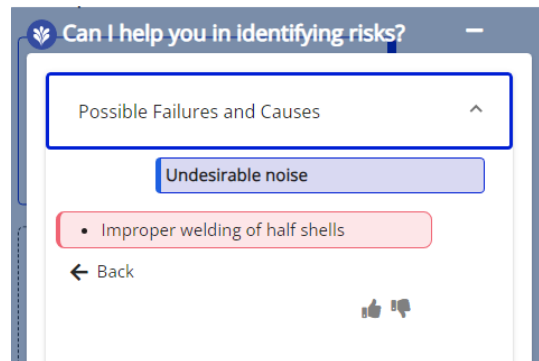 Can I help you in identifying risks?
Possible Failures and Causes
Undesirable noise
• Improper welding of half shells
Back